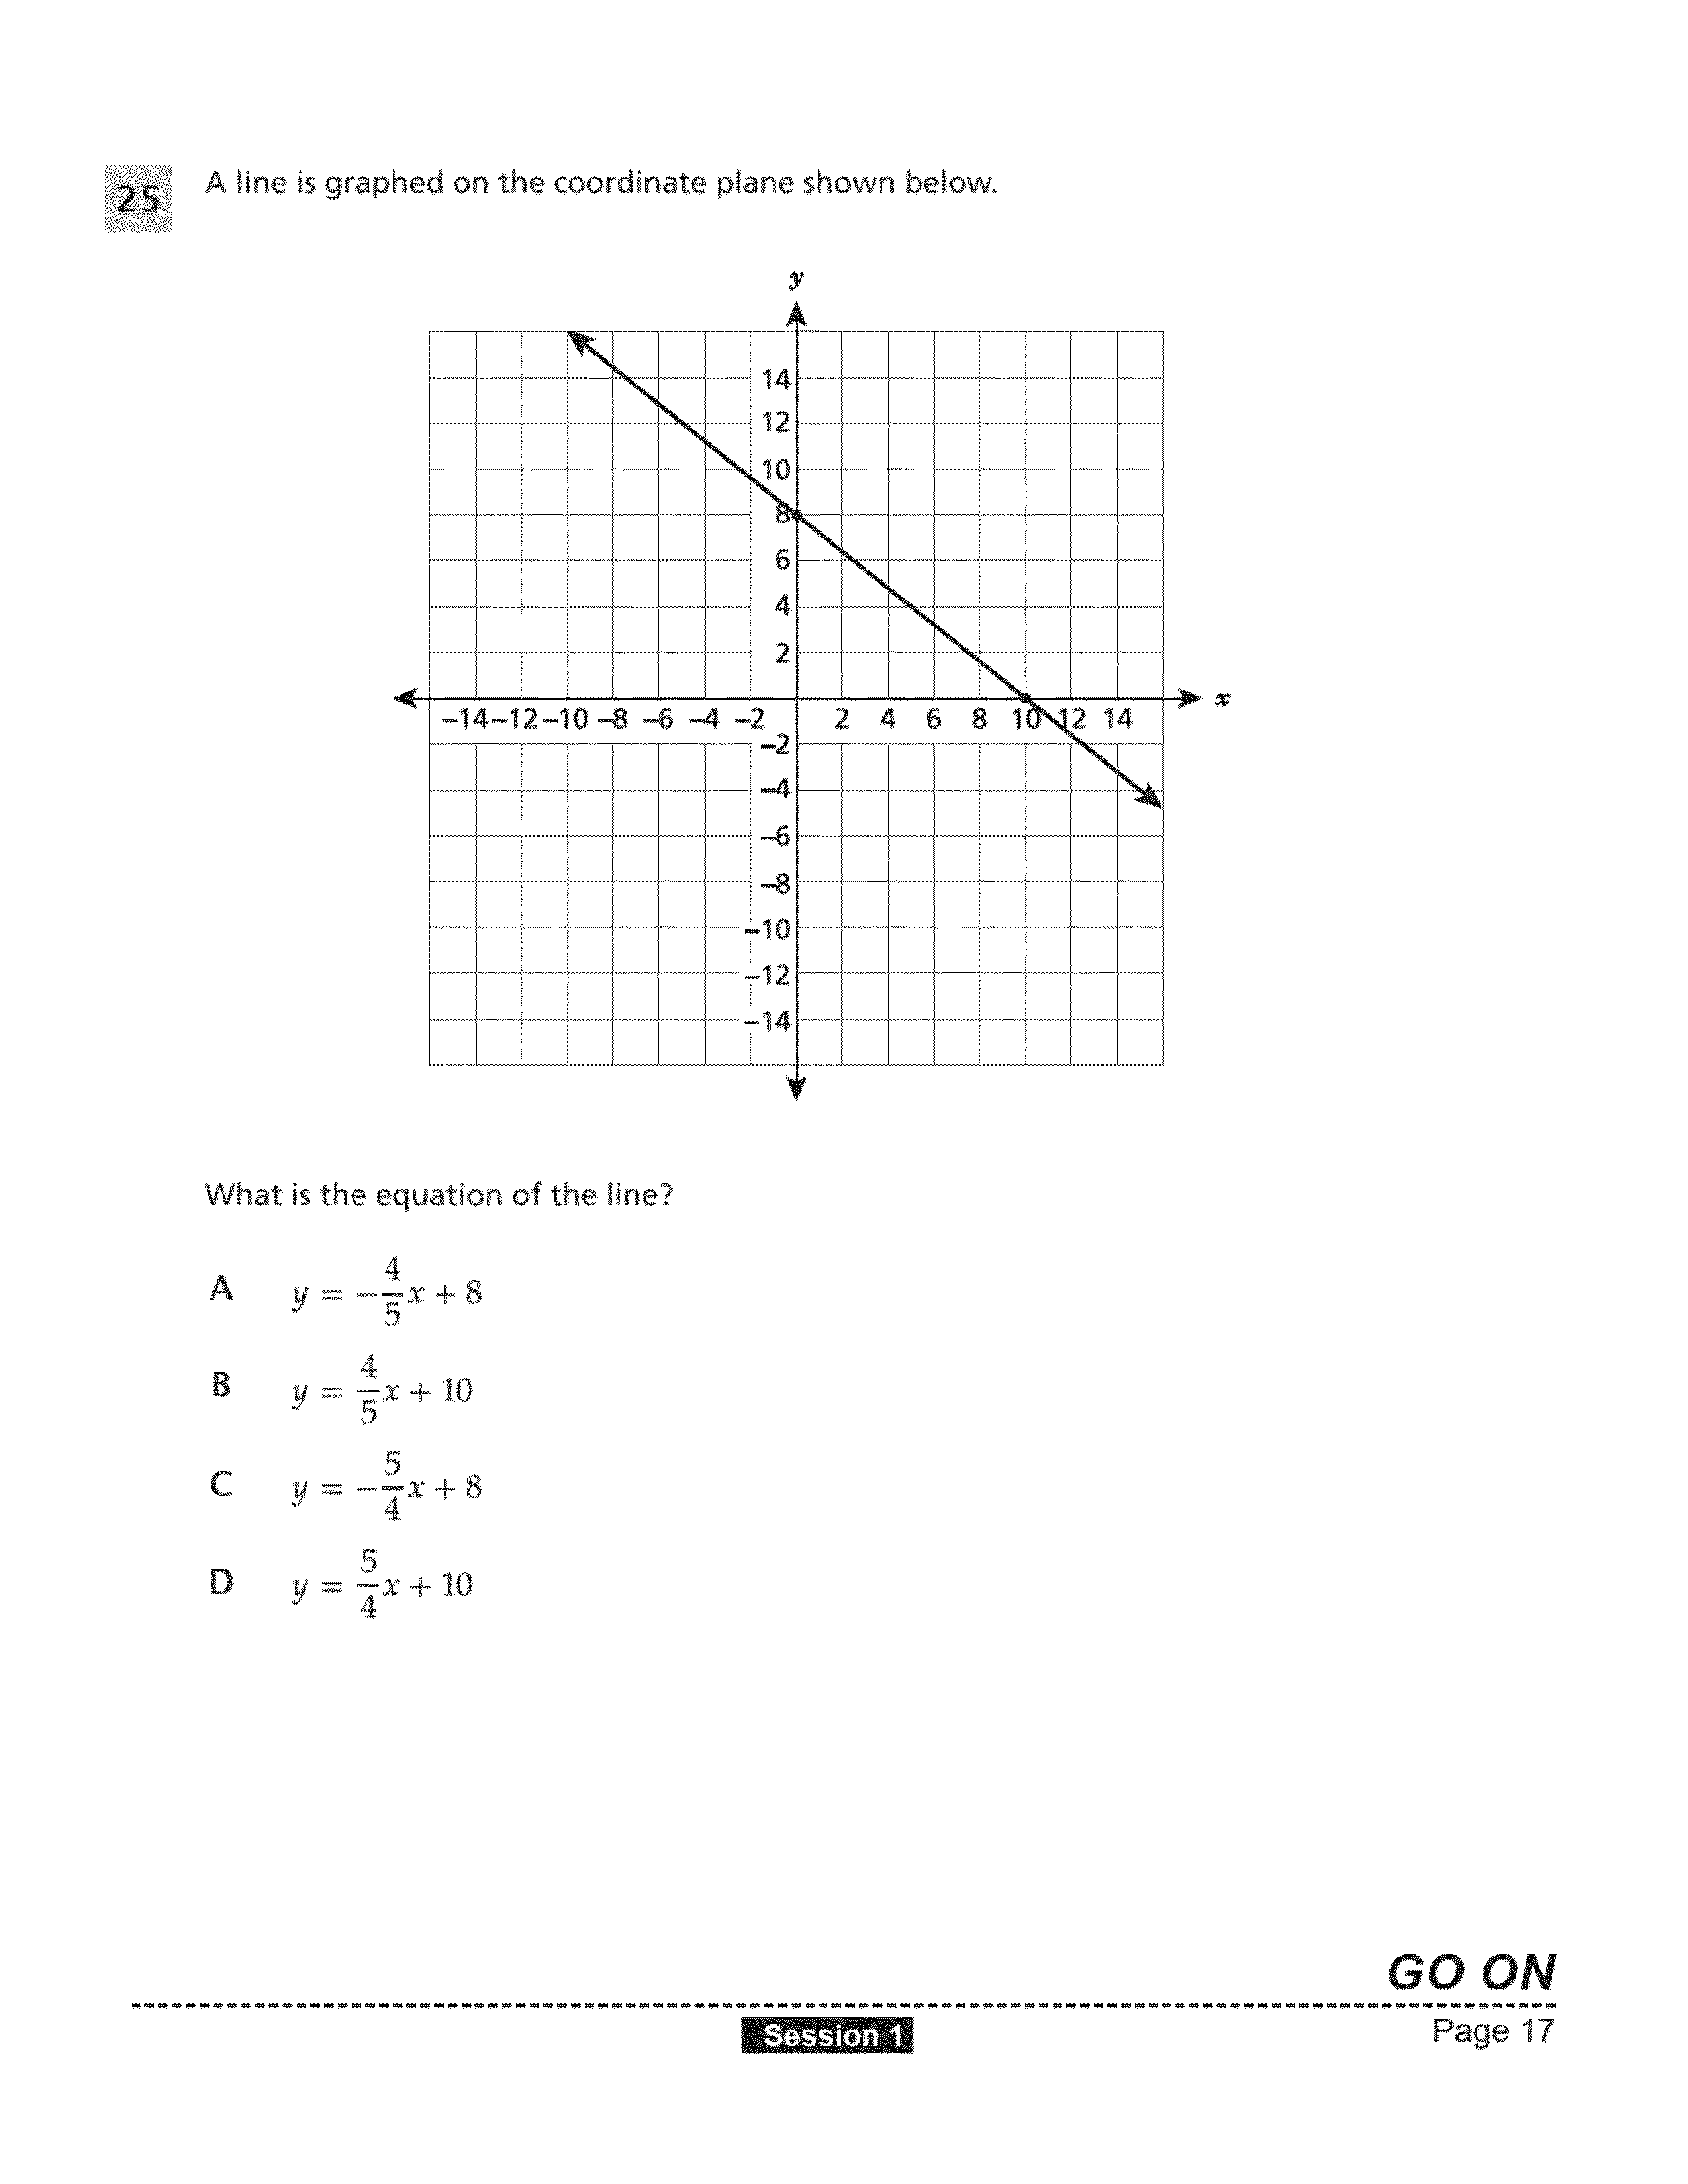 25 A line is graphed on the coordinate plane shown below.
y
14
12
10
8
6
4
2
x
–14 –12 –10 –8 –6 –4 –2 2 4 6 8 10 12 14
–2
–4
–6
–8
–10
–12
–14
What is the equation of the line?
A y = –4/5x + 8
B y = 4/5x + 10
C y = –5/4x + 8
D y = 5/4x + 10
GO ON
Session 1
Page 17